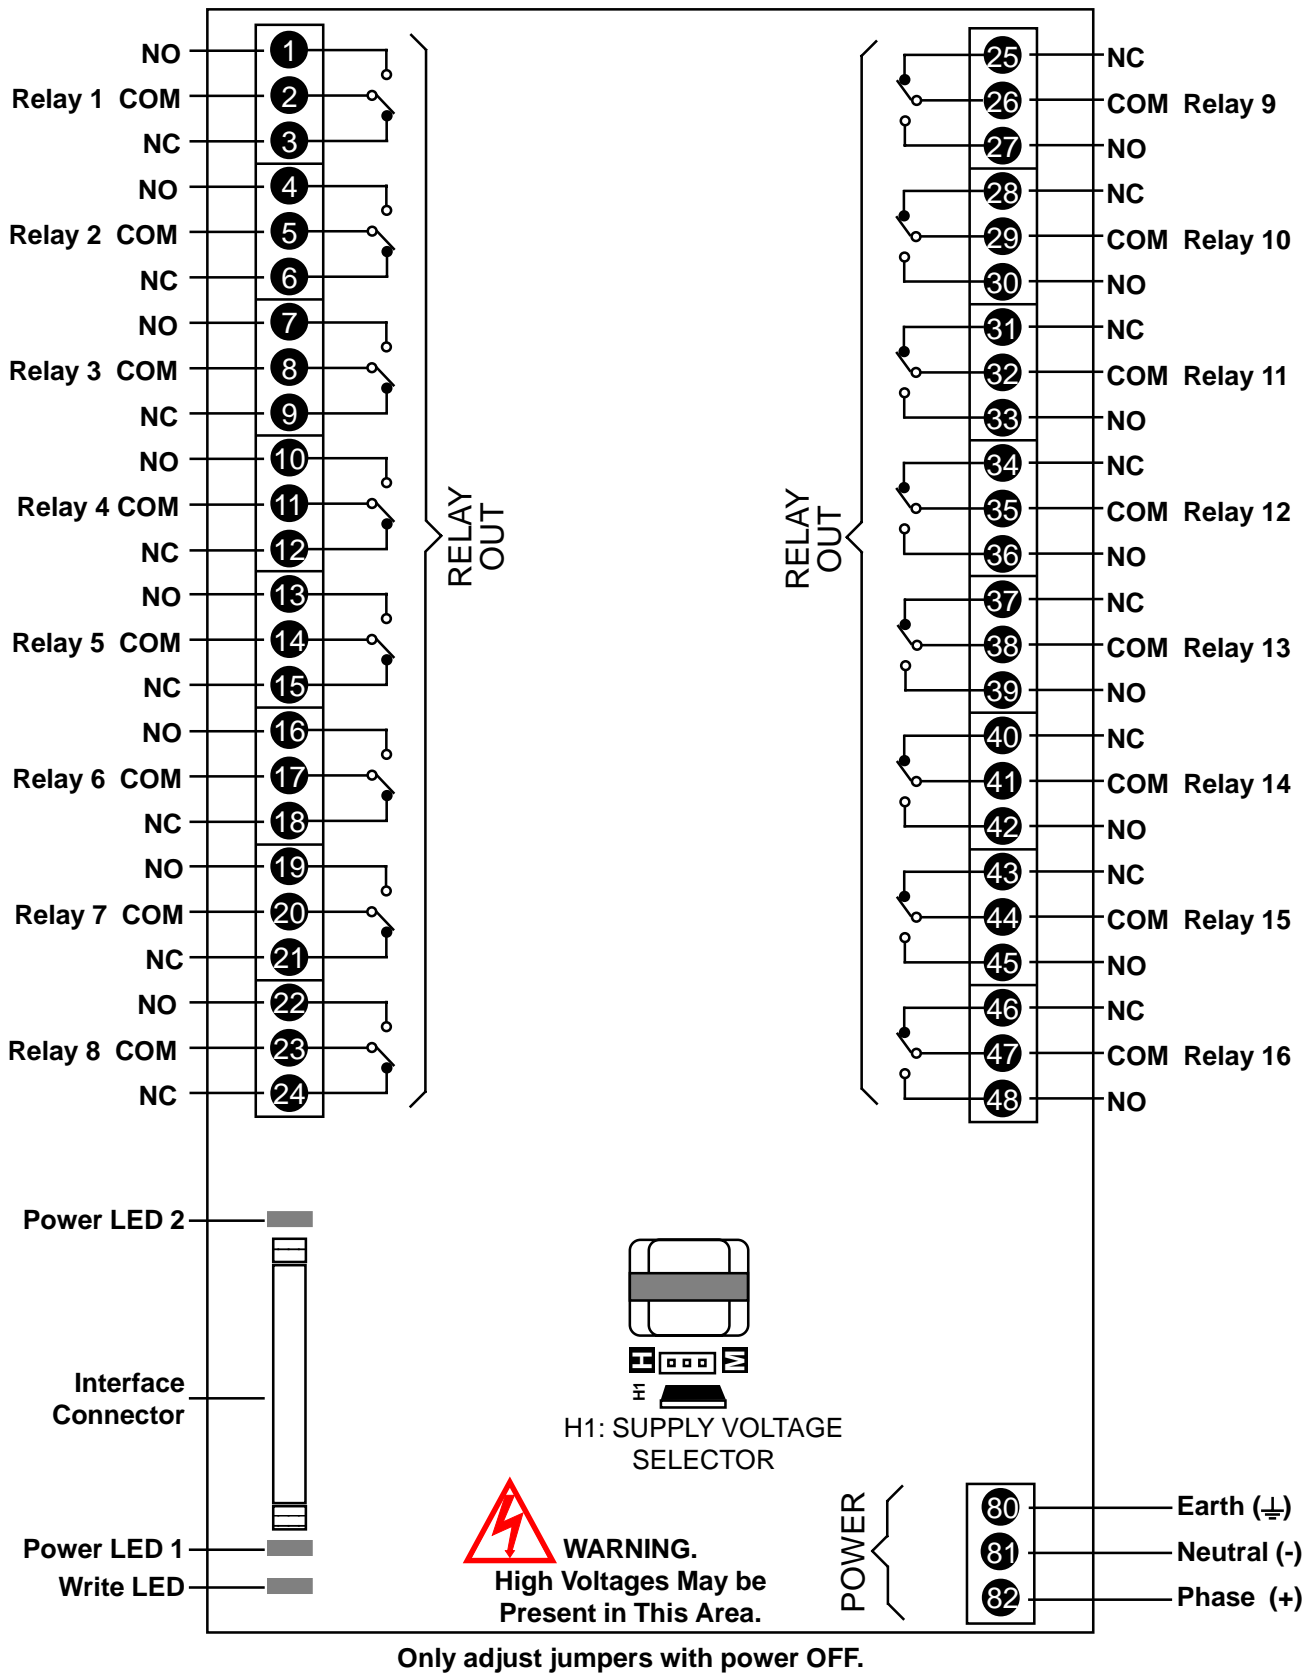 NO 1
Relay 1 COM 2
NC 3
NO 4
Relay 2 COM 5
NC 6
NO 7
Relay 3 COM 8
NC 9
NO 10
Relay 4 COM 11
NC 12
NO 13
Relay 5 COM 14
NC 15
NO 16
Relay 6 COM 17
NC 18
NO 19
Relay 7 COM 20
NC 21
NO 22
Relay 8 COM 23
NC 24
RELAY
OUT
RELAY
OUT
25 NC
26 COM Relay 9
27 NO
28 NC
29 COM Relay 10
30 NO
31 NC
32 COM Relay 11
33 NO
34 NC
35 COM Relay 12
36 NO
37 NC
38 COM Relay 13
39 NO
40 NC
41 COM Relay 14
42 NO
43 NC
44 COM Relay 15
45 NO
46 NC
47 COM Relay 16
48 NO
Power LED 2
Interface
Connector
Power LED 1
Write LED
H M
H1
H1: SUPPLY VOLTAGE
SELECTOR
WARNING.
High Voltages May be
Present in This Area.
POWER
80 Earth (⏚)
81 Neutral (-)
82 Phase (+)
Only adjust jumpers with power OFF.